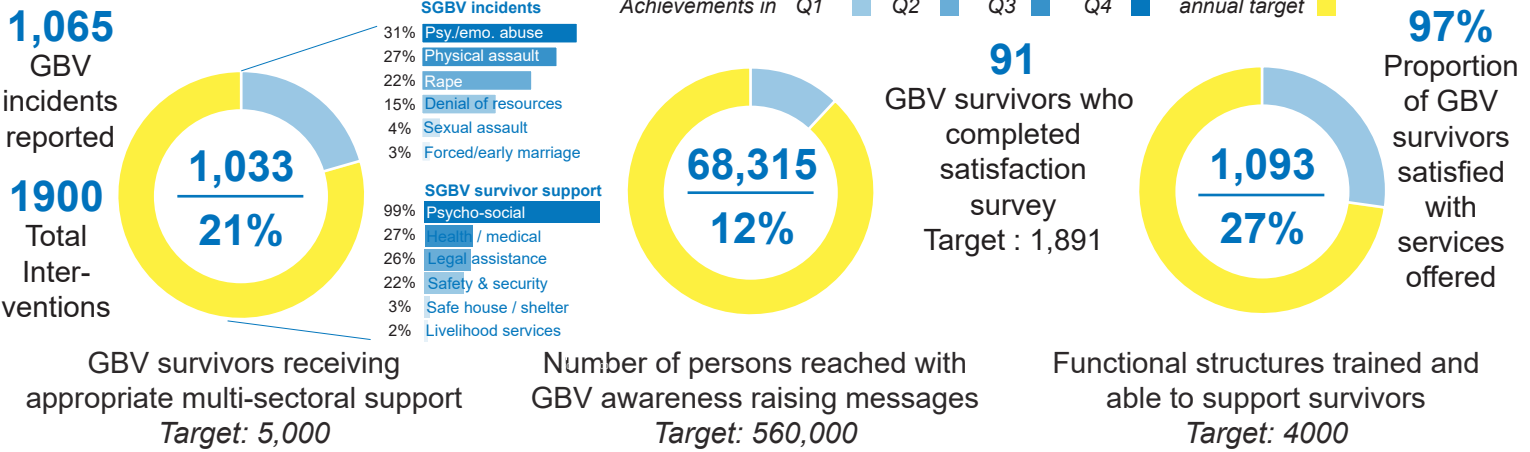 Achievements in Q1 Q2 Q3 Q4 annual target
1,065
GBV
incidents
reported
1900
Total
Inter-
ventions
1,033
21%
SGBV incidents
31% Psy./emo. abuse
27% Physical assault
22% Rape
15% Denial of resources
4% Sexual assault
3% Forced/early marriage
SGBV survivor support
99% Psycho-social
27% Health / medical
26% Legal assistance
22% Safety & security
3% Safe house / shelter
2% Livelihood services
GBV survivors receiving
appropriate multi-sectoral support
Target: 5,000
68,315
12%
Number of persons reached with
GBV awareness raising messages
Target: 560,000
91
GBV survivors who
completed
satisfaction
survey
Target : 1,891
1,093
27%
Functional structures trained and
able to support survivors
Target: 4000
97%
Proportion
of GBV
survivors
satisfied
with
services
offered